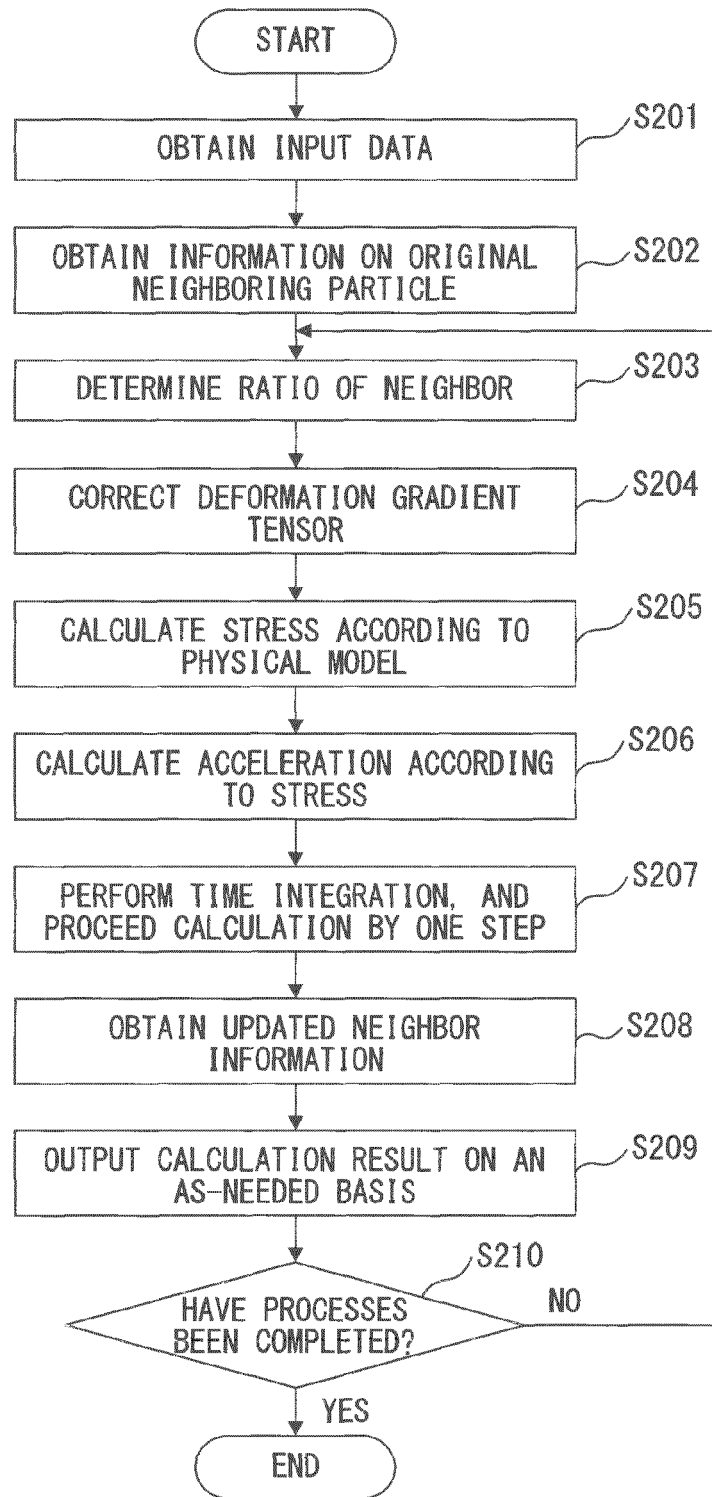 START
S201
OBTAIN INPUT DATA
S202
OBTAIN INFORMATION ON ORIGINAL
NEIGHBORING PARTICLE
S203
DETERMINE RATIO OF NEIGHBOR
S204
CORRECT DEFORMATION GRADIENT
TENSOR
S205
CALCULATE STRESS ACCORDING TO
PHYSICAL MODEL
S206
CALCULATE ACCELERATION ACCORDING
TO STRESS
S207
PERFORM TIME INTEGRATION, AND
PROCEED CALCULATION BY ONE STEP
S208
OBTAIN UPDATED NEIGHBOR
INFORMATION
S209
OUTPUT CALCULATION RESULT ON AN
AS-NEEDED BASIS
S210
HAVE PROCESSES
BEEN COMPLETED?
NO
YES
END